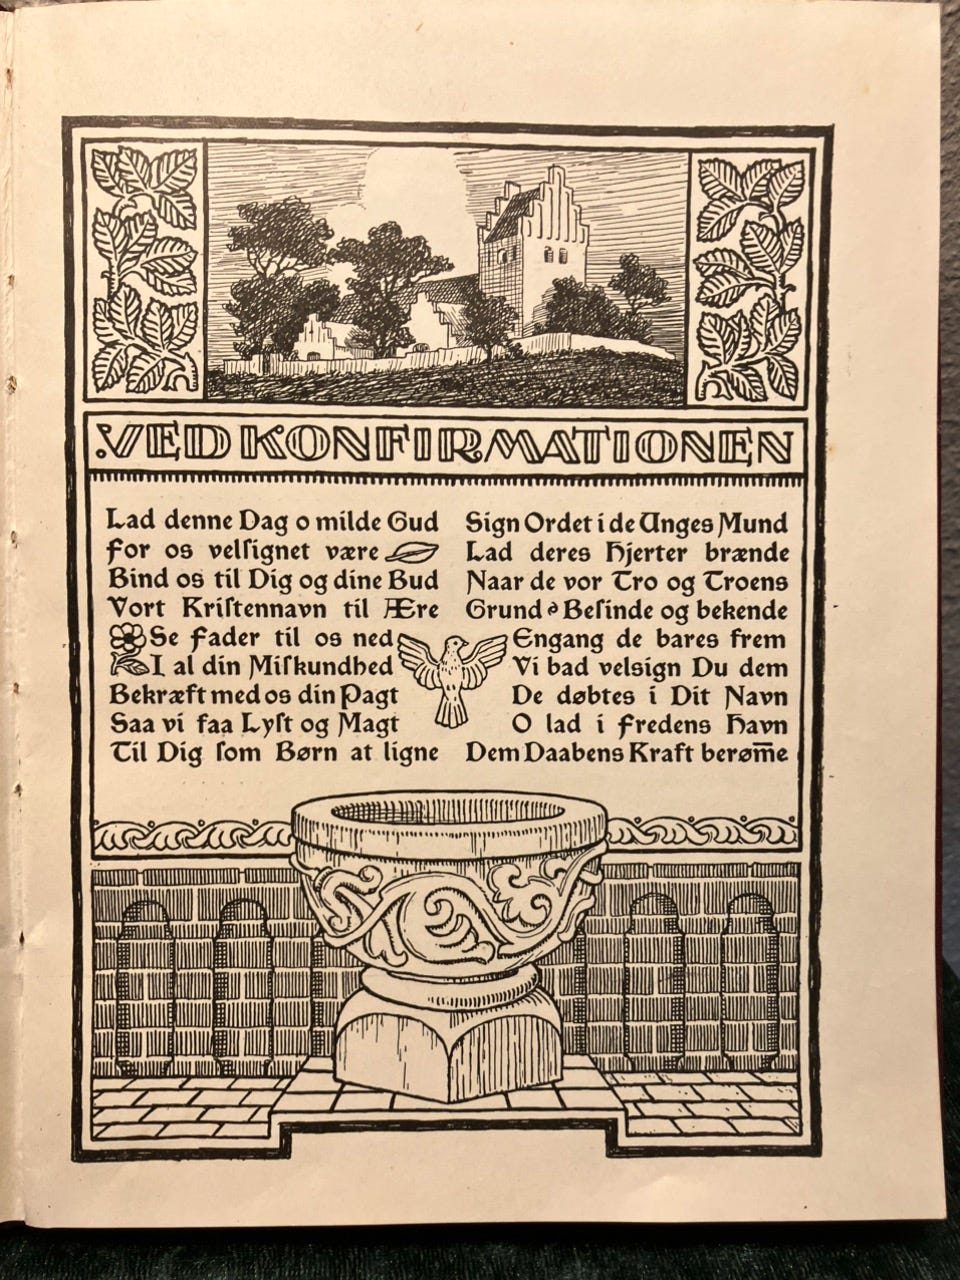 VED KONFIRMATIONEN
Lad denne Dag o milde Gud
For os velſignet være
Bind os til Dig og dine Bud
Vort Kriſtennavn til Ære
Se Fader til os ned
I al din Miſkundhed
Bekræft med os din Pagt
Saa vi faa Lyſt og Magt
Til Dig ſom Børn at ligne
Sign Ordet i de Unges Mund
Lad deres Hjerter brænde
Naar de vor Tro og Troens
Grund Beſinde og bekende
Engang de bares frem
Vi bad velsign Du dem
De døbtes i Dit Navn
O lad i Fredens Havn
Dem Daabens Kraft berøm̅e